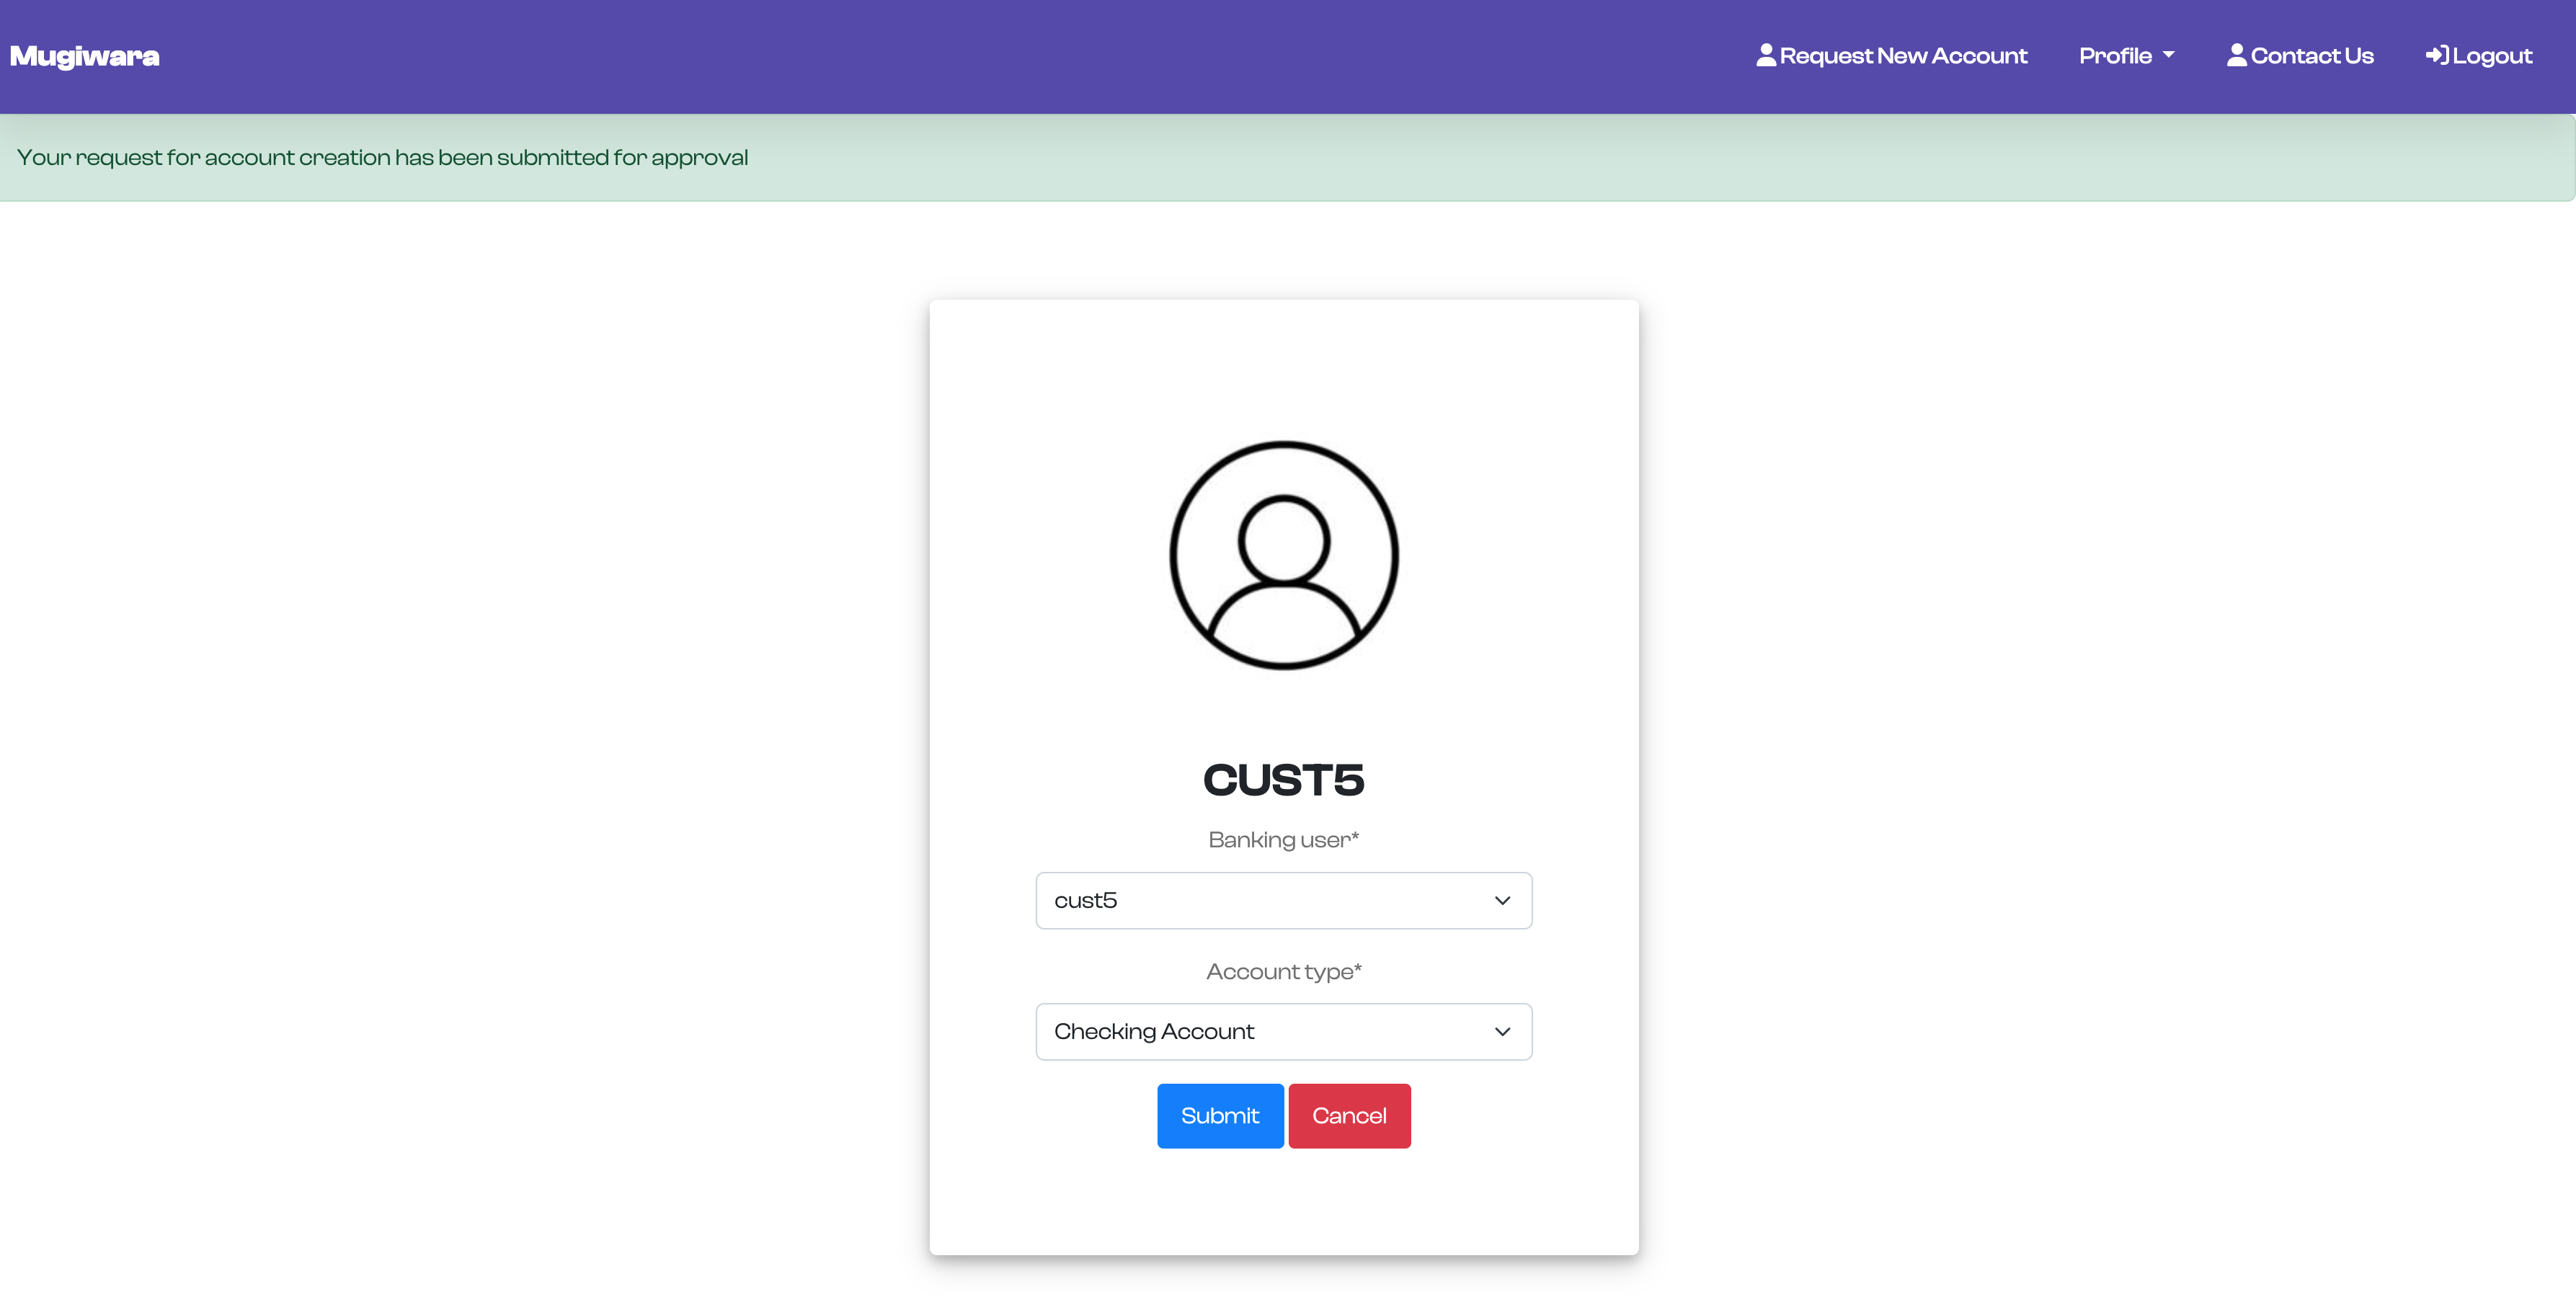 Mugiwara
Request New Account
Profile
Contact Us
Logout
Your request for account creation has been submitted for approval
CUST5
Banking user*
cust5
Account type*
Checking Account
Submit
Cancel